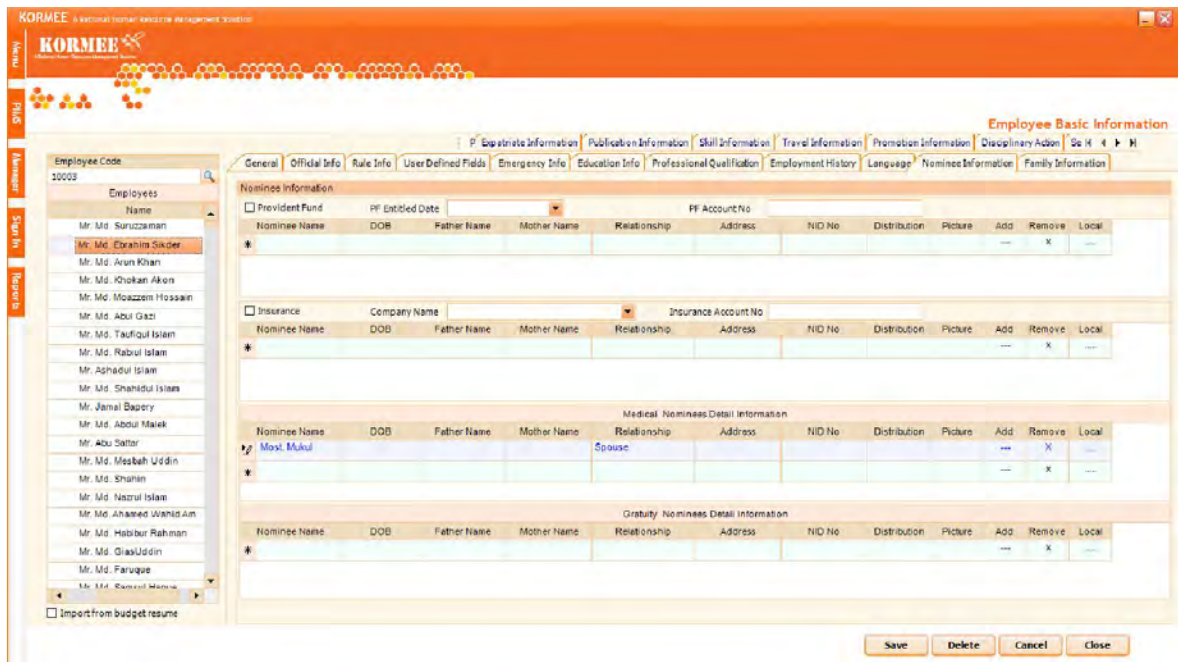 KORMEE A Rational Human Resource Management Solution
KORMEE
Menu
PIMS
Manager
Sign In
Reports
Employee Basic Information
P Expatriate Information Publication Information Skill Information Travel Information Promotion Information Disciplinary Action Se
General Official Info Rule Info User Defined Fields Emergency Info Education Info Professional Qualification Employment History Language Nominee Information Family Information
Employee Code
10003
Employees
Name
Mr. Md. Suruzzaman
Mr. Md. Ebrahim Sikder
Mr. Md. Arun Khan
Mr. Md. Khokan Akon
Mr. Md. Moazzem Hossain
Mr. Md. Abul Gazi
Mr. Md. Taufiqul Islam
Mr. Md. Rabiul Islam
Mr. Ashadul Islam
Mr. Md. Shahidul Islam
Mr. Jamal Bapery
Mr. Md. Abdul Malek
Mr. Abu Sattar
Mr. Md. Mesbah Uddin
Mr. Md. Shahin
Mr. Md. Nazrul Islam
Mr. Md. Ahamed Wahid Am
Mr. Md. Habibur Rahman
Mr. Md. GiasUddin
Mr. Md. Faruque
Mr. Md.
Import from budget resume
Nominee Information
Provident Fund PF Entitled Date PF Account No
Nominee Name DOB Father Name Mother Name Relationship Address NID No Distribution Picture Add Remove Local
* --- X ....
Insurance Company Name Insurance Account No
Nominee Name DOB Father Name Mother Name Relationship Address NID No Distribution Picture Add Remove Local
* --- X ....
Medical Nominees Detail Information
Nominee Name DOB Father Name Mother Name Relationship Address NID No Distribution Picture Add Remove Local
Most. Mukul Spouse --- X ....
* --- X ....
Gratuity Nominees Detail Information
Nominee Name DOB Father Name Mother Name Relationship Address NID No Distribution Picture Add Remove Local
* --- X ....
Save Delete Cancel Close